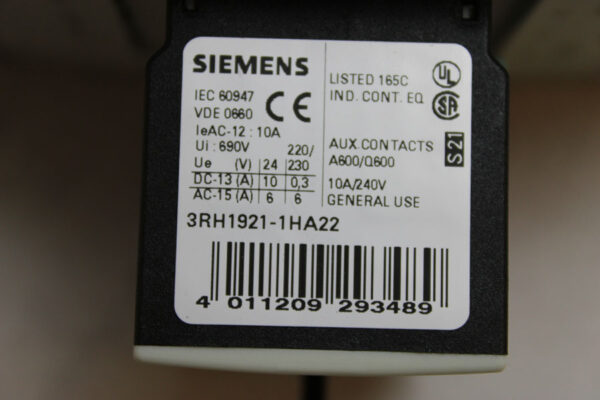 SIEMENS
IEC 60947
VDE 0660
CE
IeAC-12 : 10A
Ui : 690V 220/
Ue (V) 24 230
DC-13 (A) 10 0,3
AC-15 (A) 6 6
LISTED 165C
IND. CONT. EQ
UL
SA
AUX.CONTACTS
A600/Q600
S21
10A/240V
GENERAL USE
3RH1921-1HA22
4 011209 293489